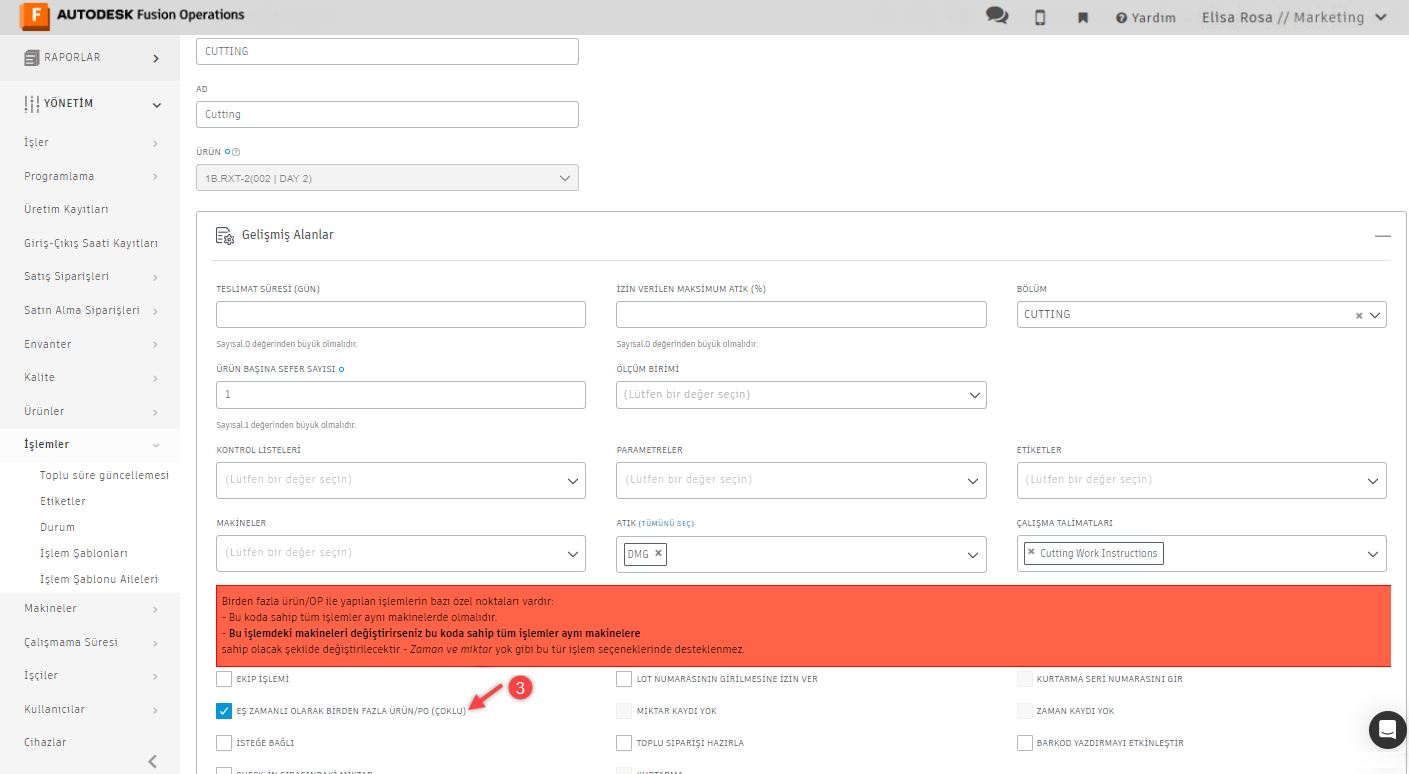 AUTODESK Fusion Operations
Yardım
Elisa Rosa // Marketing
RAPORLAR
YÖNETİM
İşler
Programlama
Üretim Kayıtları
Giriş-Çıkış Saati Kayıtları
Satış Siparişleri
Satın Alma Siparişleri
Envanter
Kalite
Ürünler
İşlemler
Toplu süre güncellemesi
Etiketler
Durum
İşlem Şablonları
İşlem Şablonu Aileleri
Makineler
Çalışmama Süresi
İşçiler
Kullanıcılar
Cihazlar
CUTTING
AD
Cutting
ÜRÜN
1B.RXT-2(002 | DAY 2)
Gelişmiş Alanlar
TESLİMAT SÜRESİ (GÜN)
İZİN VERİLEN MAKSİMUM ATIK (%)
BÖLÜM
CUTTING
Sayısal.0 değerinden büyük olmalıdır.
Sayısal.0 değerinden büyük olmalıdır.
ÜRÜN BAŞINA SEFER SAYISI
ÖLÇÜM BİRİMİ
1
(Lütfen bir değer seçin)
Sayısal.1 değerinden büyük olmalıdır.
KONTROL LİSTELERİ
PARAMETRELER
ETİKETLER
(Lütfen bir değer seçin)
(Lütfen bir değer seçin)
(Lütfen bir değer seçin)
MAKİNELER
ATIK (TÜMÜNÜ SEÇ)
ÇALIŞMA TALİMATLARI
(Lütfen bir değer seçin)
DMG
Cutting Work Instructions
Birden fazla ürün/OP ile yapılan işlemlerin bazı özel noktaları vardır:
- Bu koda sahip tüm işlemler aynı makinelerde olmalıdır.
- Bu işlemdeki makineleri değiştirirseniz bu koda sahip tüm işlemler aynı makinelere
sahip olacak şekilde değiştirilecektir - Zaman ve miktar yok gibi bu tür işlem seçeneklerinde desteklenmez.
EKİP İŞLEMİ
LOT NUMARASININ GİRİLMESİNE İZİN VER
KURTARMA SERİ NUMARASINI GİR
3
EŞ ZAMANLI OLARAK BİRDEN FAZLA ÜRÜN/PO (ÇOKLU)
MİKTAR KAYDI YOK
ZAMAN KAYDI YOK
İSTEĞE BAĞLI
TOPLU SİPARİŞİ HAZIRLA
BARKOD YAZDIRMAYI ETKİNLEŞTİR
CHECK-İN SIRASINDAKİ MİKTAR
KURTARMA